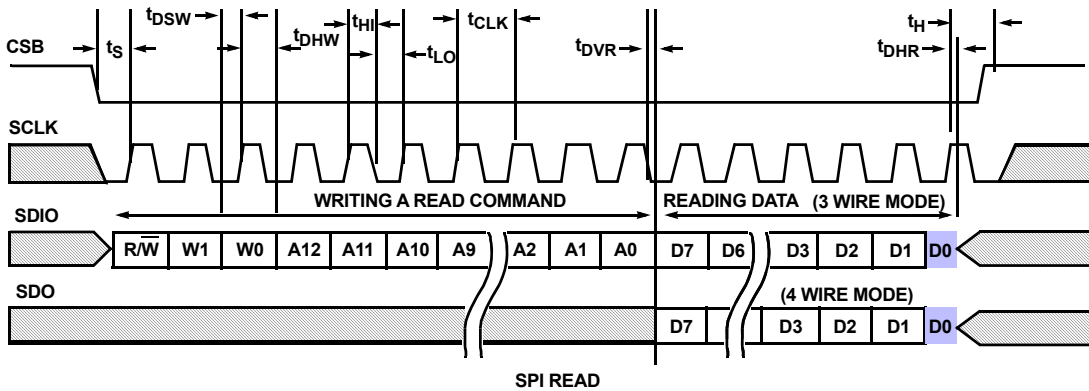 tDSW tHI tCLK tH
CSB tS tDHW tLO tDVR tDHR
SCLK
WRITING A READ COMMAND READING DATA (3 WIRE MODE)
SDIO
R/W̅ W1 W0 A12 A11 A10 A9 A2 A1 A0 D7 D6 D3 D2 D1 D0
SDO (4 WIRE MODE)
D7 D3 D2 D1 D0
SPI READ